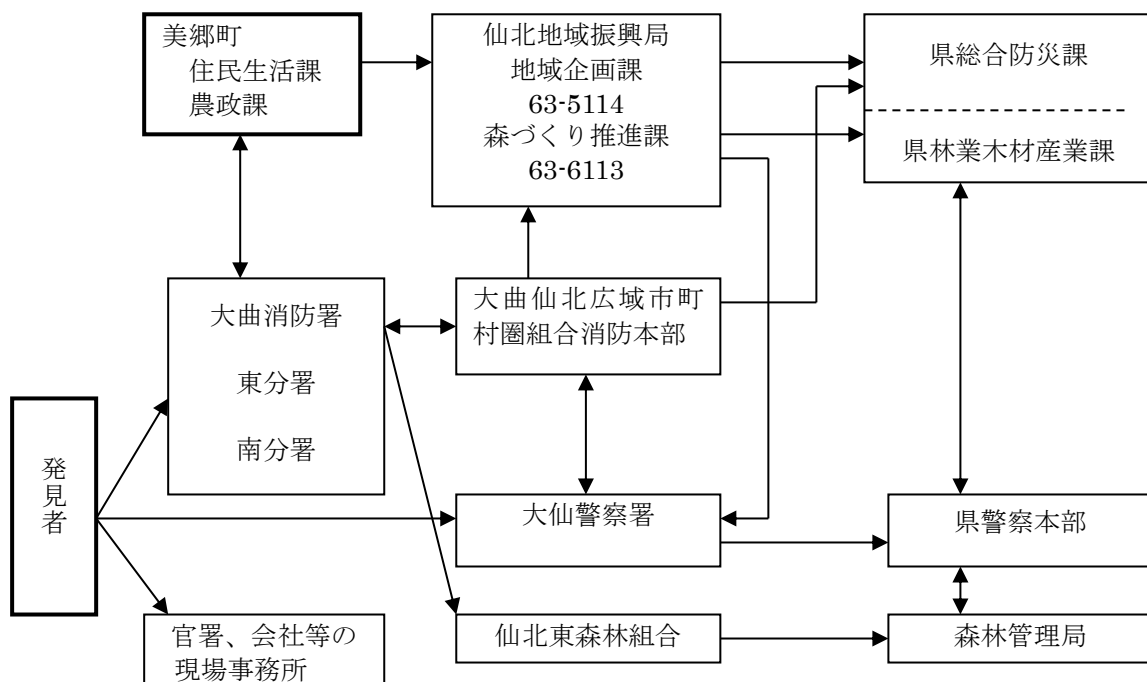 美郷町
住民生活課
農政課
仙北地域振興局
地域企画課
63-5114
森づくり推進課
63-6113
県総合防災課
県林業木材産業課
大曲消防署
東分署
南分署
大曲仙北広域市町
村圏組合消防本部
発見者
大仙警察署
県警察本部
官署、会社等の
現場事務所
仙北東森林組合
森林管理局